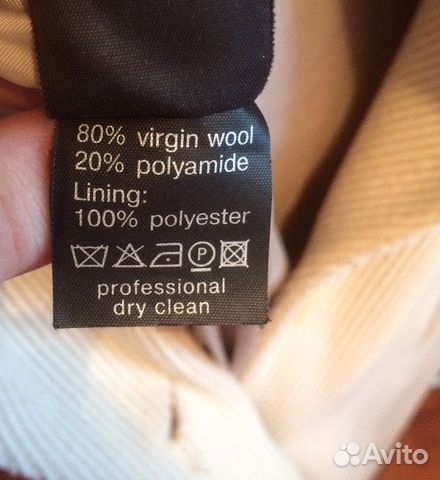 80% virgin wool
20% polyamide
Lining:
100% polyester
P
professional
dry clean
Avito